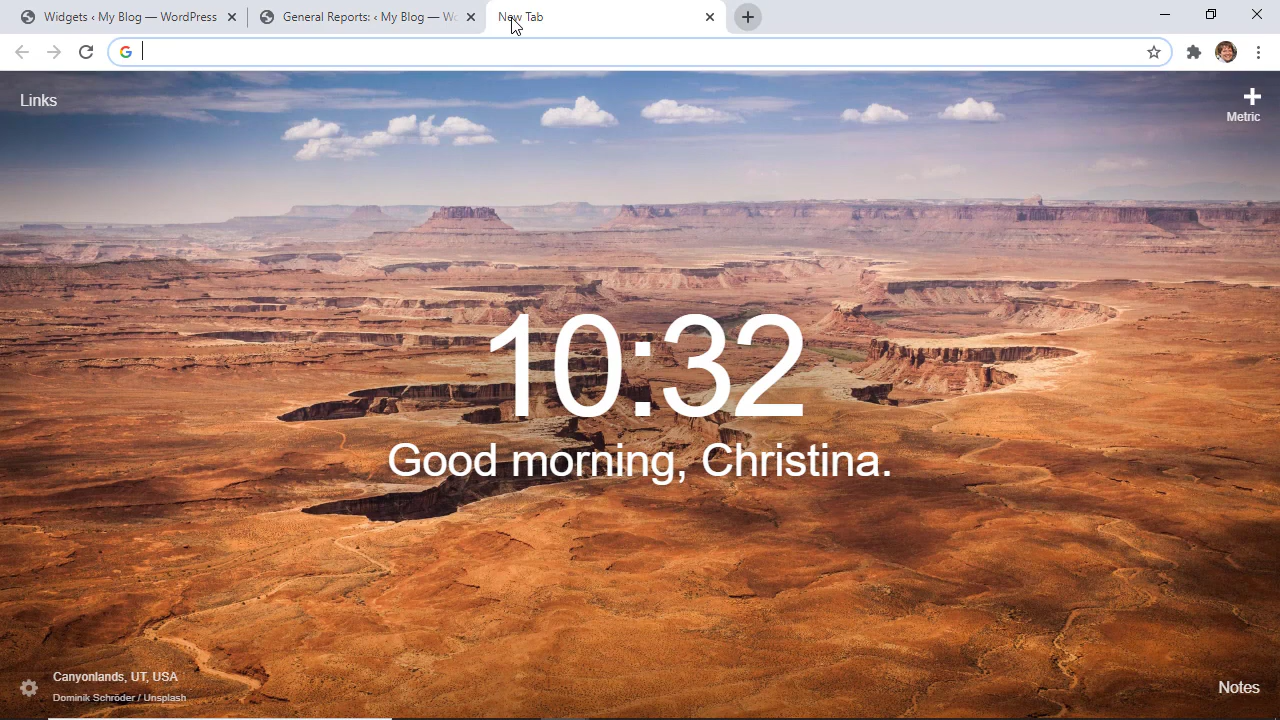 Widgets ‹ My Blog — WordPress
General Reports: ‹ My Blog — Wo
New Tab
Links
Metric
10:32
Good morning, Christina.
Canyonlands, UT, USA
Dominik Schröder / Unsplash
Notes